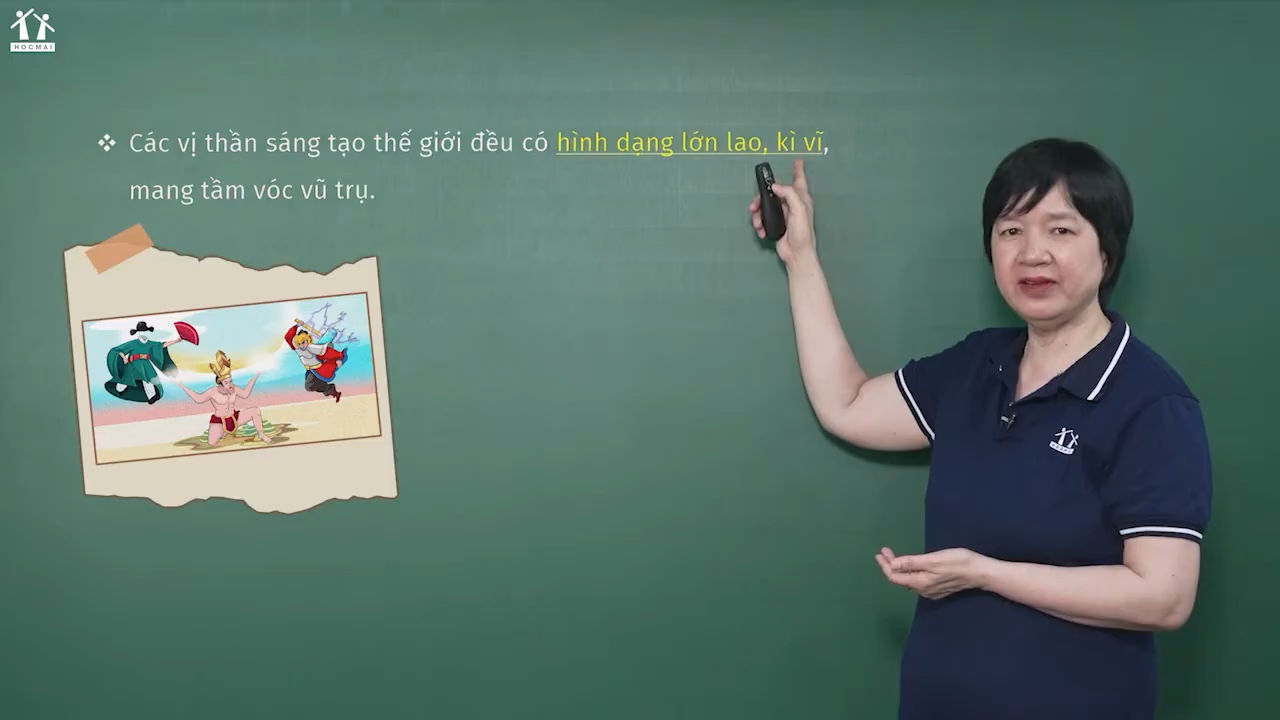 HOCMAI
❖ Các vị thần sáng tạo thế giới đều có hình dạng lớn lao, kì vĩ,
mang tầm vóc vũ trụ.